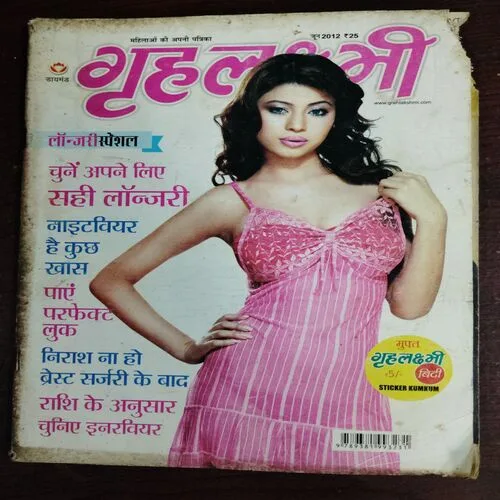 महिलाओं की अपनी पत्रिका
जून 2012 ₹25
डायमंड
गृहलक्ष्मी
www.grehlakshmi.com
लॉन्जरी स्पेशल
चुनें अपने लिए
सही लॉन्जरी
नाइटवियर
है कुछ
खास
पाएं
परफेक्ट
लुक
निराश ना हो
ब्रेस्ट सर्जरी के बाद
राशि के अनुसार
चुनिए इनरवियर
मुफ्त
गृहलक्ष्मी
₹5/- बिंदी
STICKER KUMKUM
9789381993231